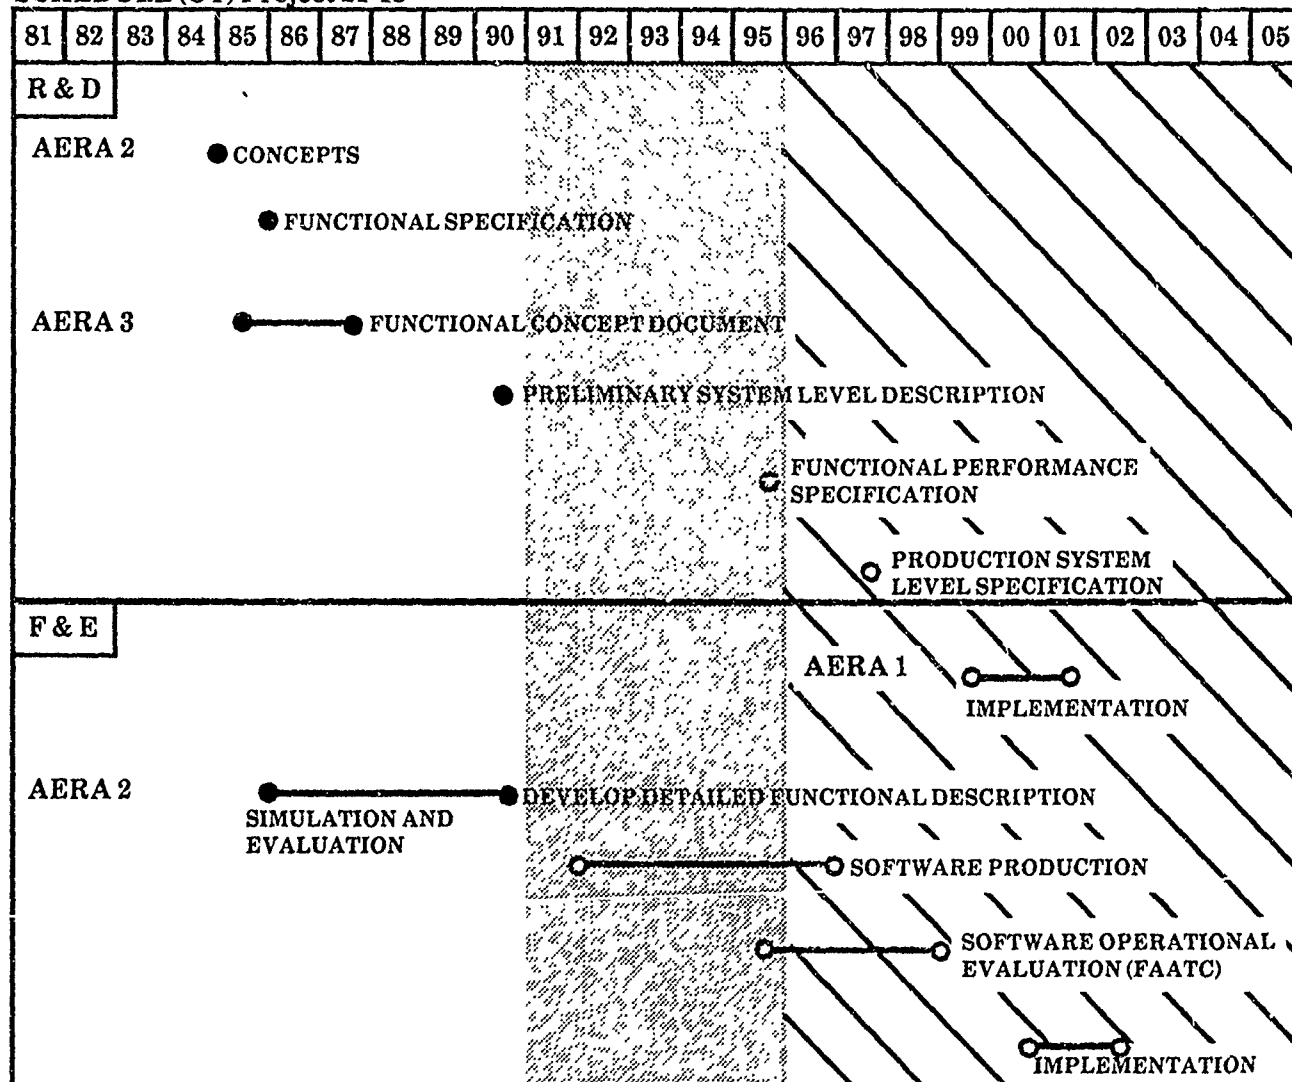 81 82 83 84 85 86 87 88 89 90 91 92 93 94 95 96 97 98 99 00 01 02 03 04 05
R & D
AERA 2
CONCEPTS
FUNCTIONAL SPECIFICATION
AERA 3
FUNCTIONAL CONCEPT DOCUMENT
PRELIMINARY SYSTEM LEVEL DESCRIPTION
FUNCTIONAL PERFORMANCE
SPECIFICATION
PRODUCTION SYSTEM
LEVEL SPECIFICATION
F & E
AERA 1
IMPLEMENTATION
AERA 2
SIMULATION AND
EVALUATION
DEVELOP DETAILED FUNCTIONAL DESCRIPTION
SOFTWARE PRODUCTION
SOFTWARE OPERATIONAL
EVALUATION (FAATC)
IMPLEMENTATION